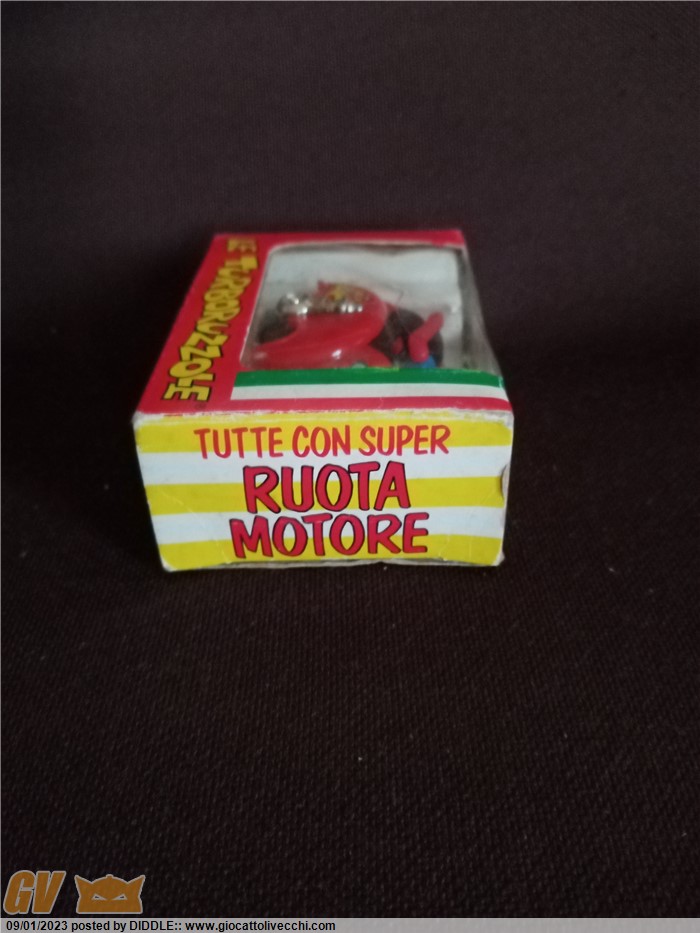 LE TURBORUZZOLE
TUTTE CON SUPER
RUOTA
MOTORE
GV
09/01/2023 posted by DIDDLE:: www.giocattolivecchi.com